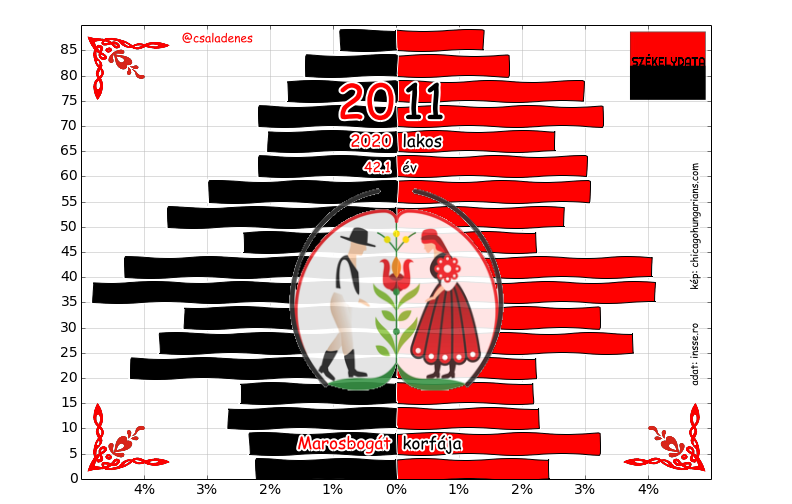 @csaladenes
SZÉKELYDATA
2011
2020 lakos
42.1 év
kép: chicagohungarians.com
adat: insse.ro
Marosbogát korfája
85
80
75
70
65
60
55
50
45
40
35
30
25
20
15
10
5
0
4% 3% 2% 1% 0% 1% 2% 3% 4%